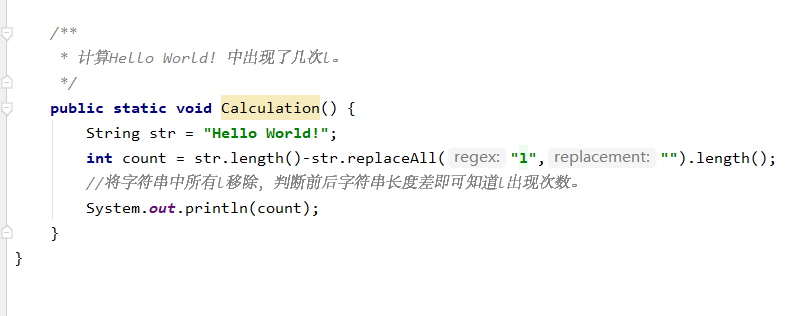 /**
* 计算Hello World! 中出现了几次l。
*/
public static void Calculation() {
String str = "Hello World!";
int count = str.length()-str.replaceAll( regex: "l", replacement: "").length();
//将字符串中所有l移除，判断前后字符串长度差即可知道l出现次数。
System.out.println(count);
}
}